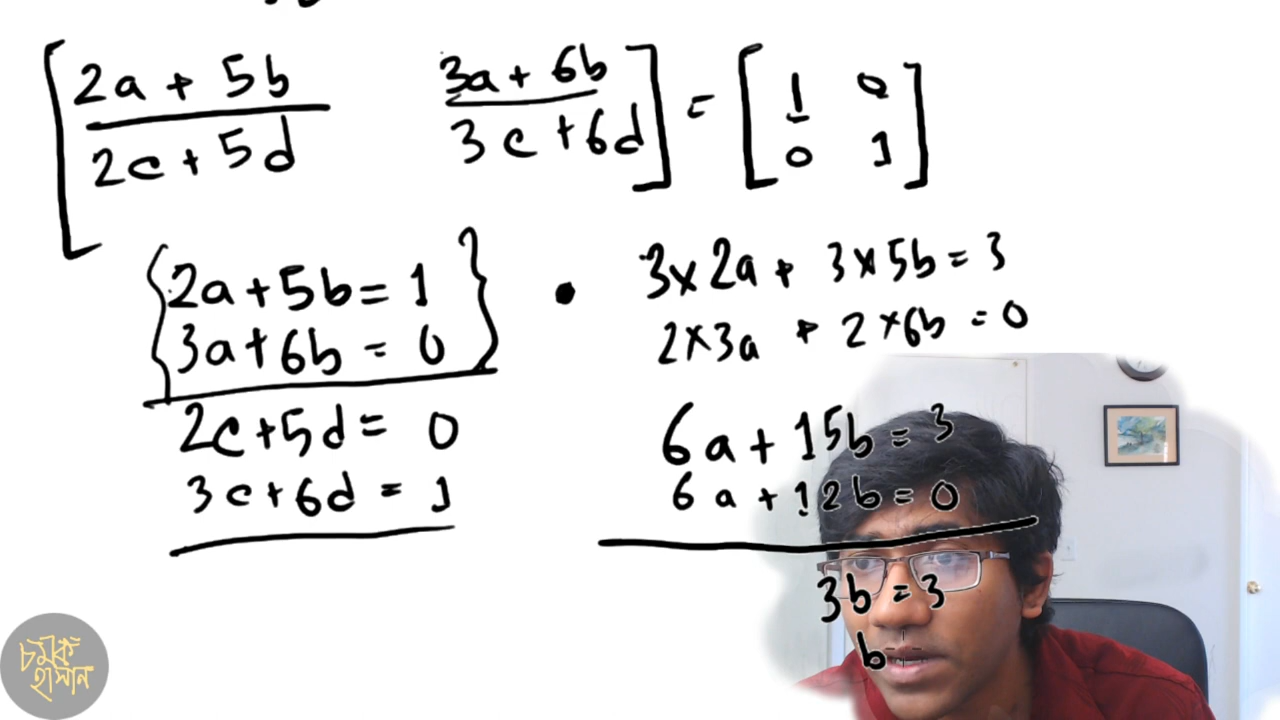 [2a + 5b 3a + 6b] = [1 0]
[2c + 5d 3c + 6d] [0 1]
{2a + 5b = 1}
{3a + 6b = 0}
2c + 5d = 0
3c + 6d = 1
3 × 2a + 3 × 5b = 3
2 × 3a + 2 × 6b = 0
6a + 15b = 3
6a + 12b = 0
3b = 3
b =
চমক
হাসান